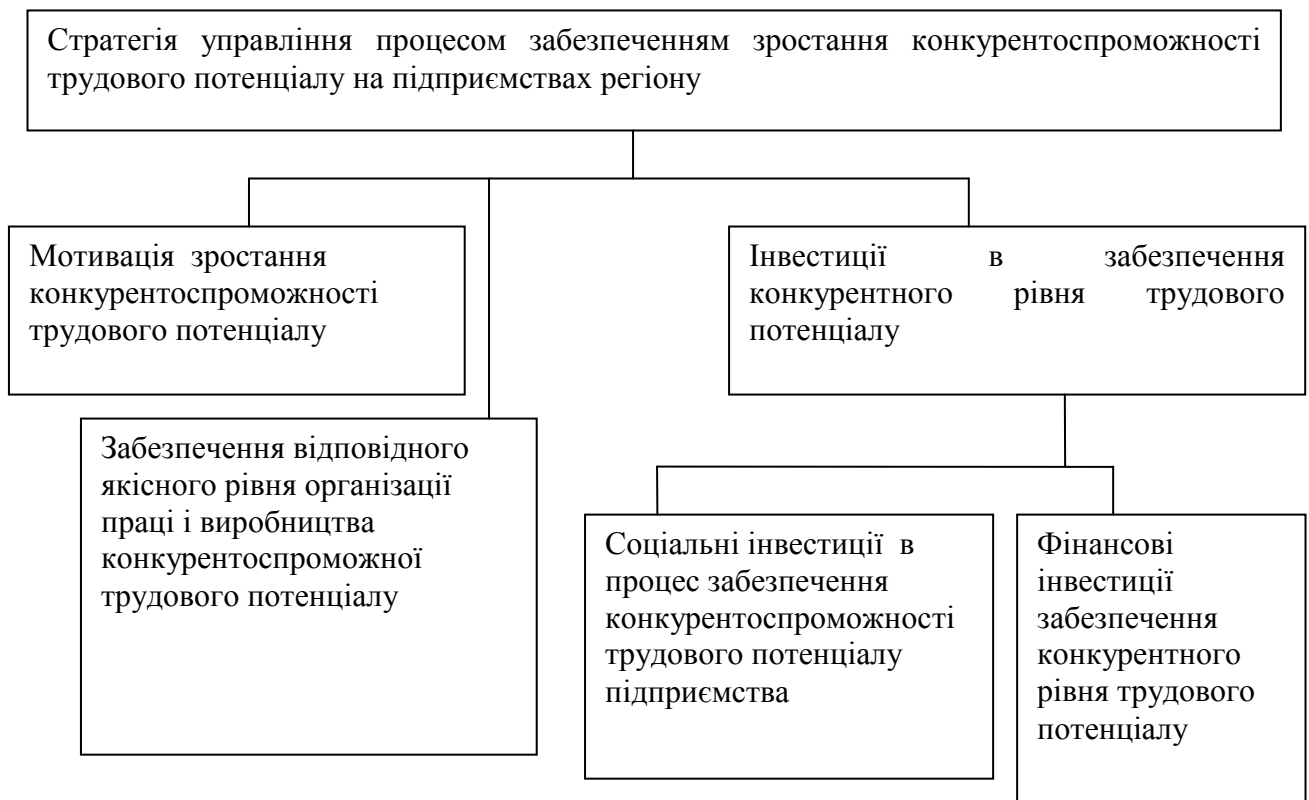 Стратегія управління процесом забезпеченням зростання конкурентоспроможності
трудового потенціалу на підприємствах регіону
Мотивація зростання
конкурентоспроможності
трудового потенціалу
Інвестиції в забезпечення
конкурентного рівня трудового
потенціалу
Забезпечення відповідного
якісного рівня організації
праці і виробництва
конкурентоспроможної
трудового потенціалу
Соціальні інвестиції в
процес забезпечення
конкурентоспроможності
трудового потенціалу
підприємства
Фінансові
інвестиції
забезпечення
конкурентного
рівня трудового
потенціалу